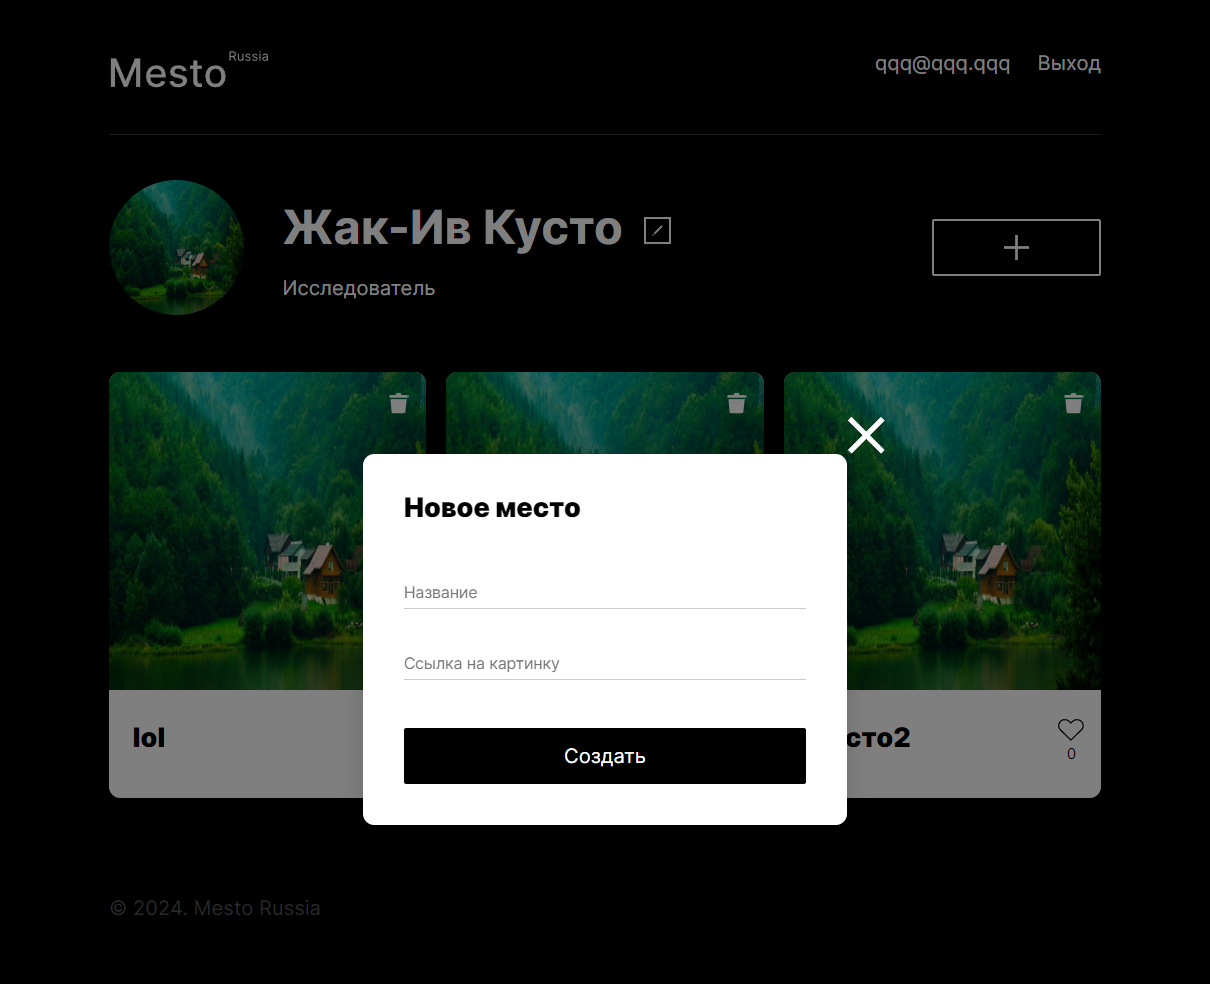 Mesto Russia
qqq@qqq.qqq Выход
Жак-Ив Кусто
Исследователь
Новое место
Название
Ссылка на картинку
Создать
lol
сто2
0
© 2024. Mesto Russia